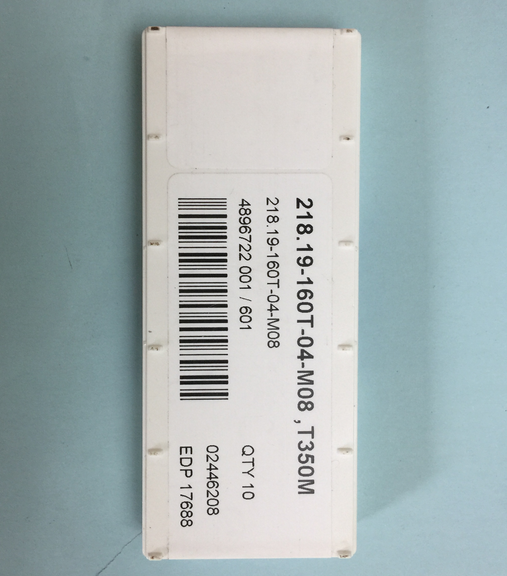 218.19-160T-04-M08 ,T350M
218.19-160T-04-M08
4896722 001 / 601
QTY 10
02446208
EDP 17688